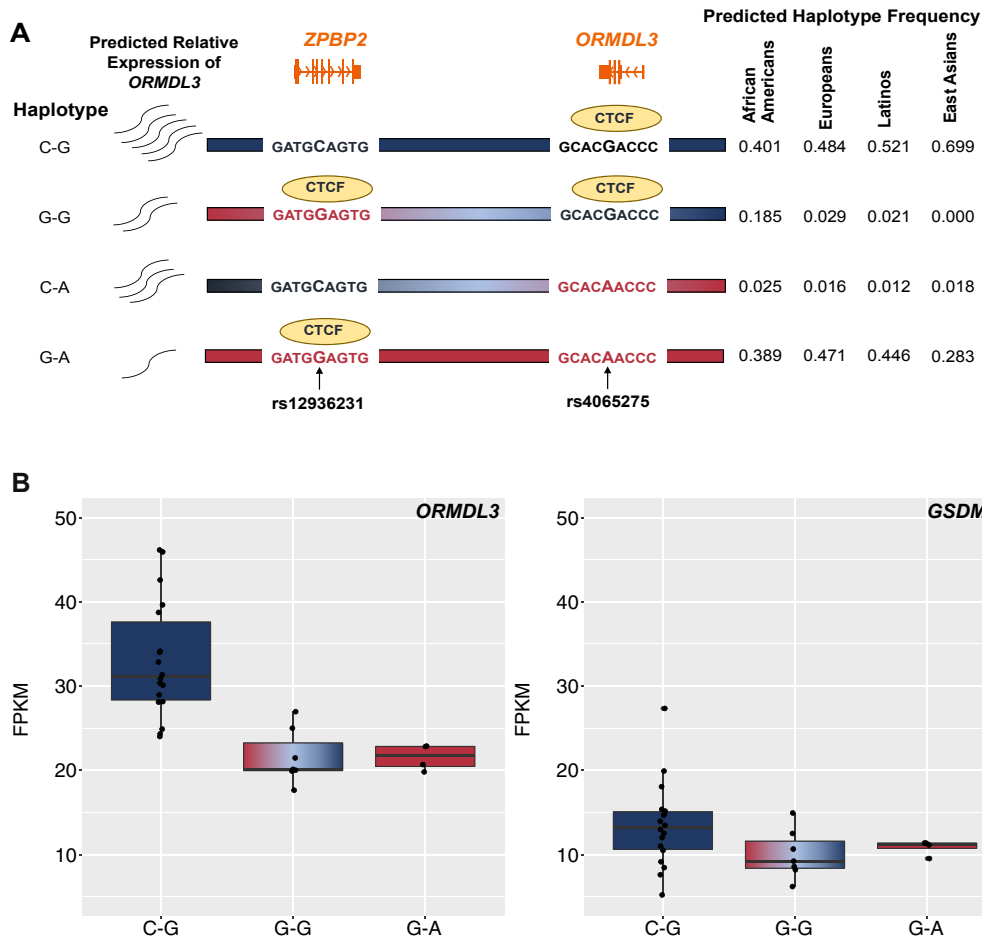 A
Predicted Relative
Expression of
ORMDL3
ZPBP2
ORMDL3
Predicted Haplotype Frequency
Haplotype
African
Americans
Europeans
Latinos
East Asians
CTCF
C-G
GATGCAGTG
GCACGACCC
0.401
0.484
0.521
0.699
CTCF
CTCF
G-G
GATGGAGTG
GCACGACCC
0.185
0.029
0.021
0.000
C-A
GATGCAGTG
GCACAACCC
0.025
0.016
0.012
0.018
CTCF
G-A
GATGGAGTG
GCACAACCC
0.389
0.471
0.446
0.283
rs12936231
rs4065275
B
ORMDL3
FPKM
50
40
30
20
10
C-G
G-G
G-A
GSDM
FPKM
50
40
30
20
10
C-G
G-G
G-A